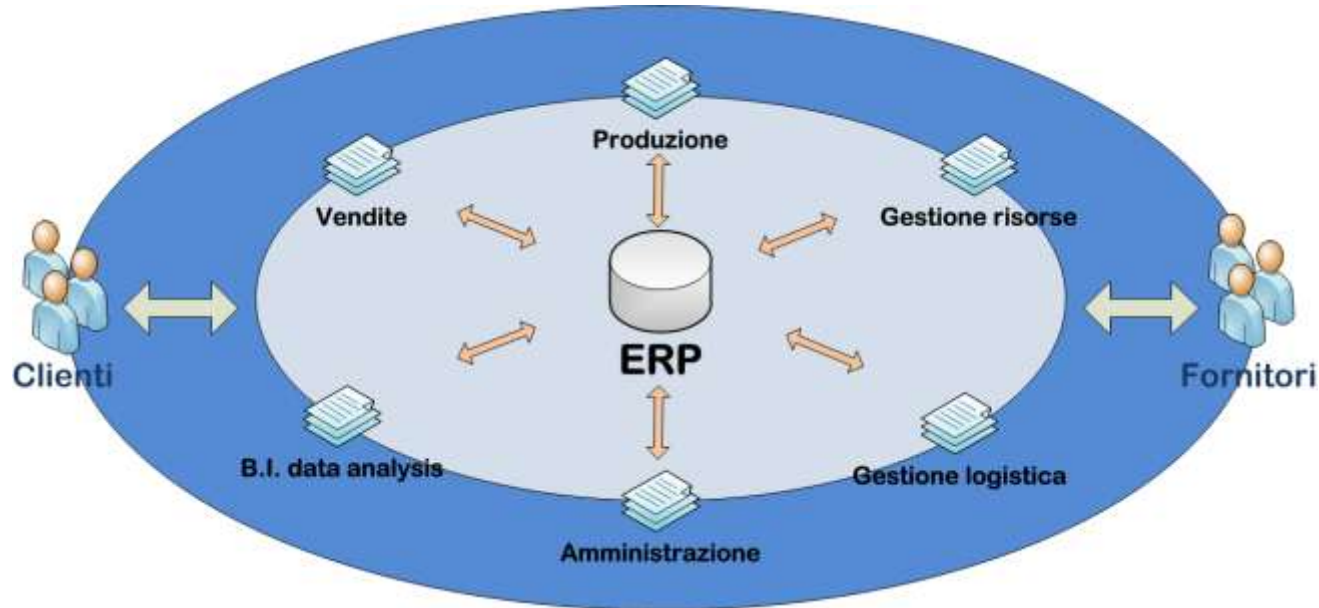 Produzione
Vendite
Gestione risorse
ERP
Clienti
Fornitori
B.I. data analysis
Gestione logistica
Amministrazione